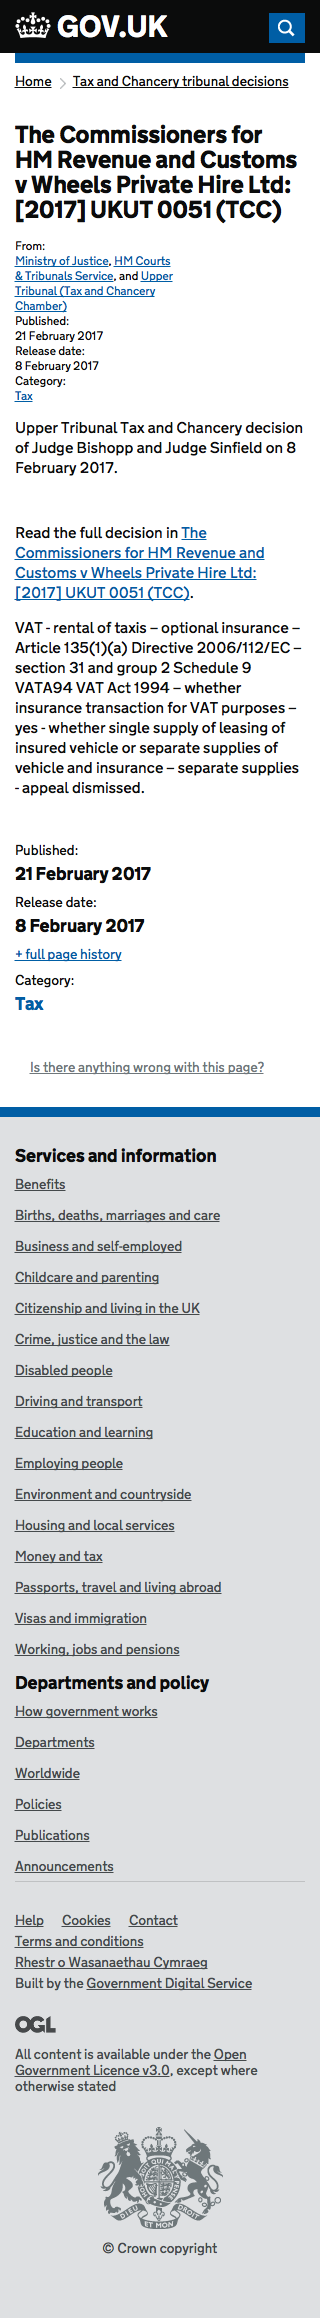 GOV.UK
Home
Tax and Chancery tribunal decisions
The Commissioners for
HM Revenue and Customs
v Wheels Private Hire Ltd:
[2017] UKUT 0051 (TCC)
From:
Ministry of Justice, HM Courts
& Tribunals Service, and Upper
Tribunal (Tax and Chancery
Chamber)
Published:
21 February 2017
Release date:
8 February 2017
Category:
Tax
Upper Tribunal Tax and Chancery decision
of Judge Bishopp and Judge Sinfield on 8
February 2017.
Read the full decision in The
Commissioners for HM Revenue and
Customs v Wheels Private Hire Ltd:
[2017] UKUT 0051 (TCC).
VAT - rental of taxis – optional insurance –
Article 135(1)(a) Directive 2006/112/EC –
section 31 and group 2 Schedule 9
VATA94 VAT Act 1994 – whether
insurance transaction for VAT purposes –
yes - whether single supply of leasing of
insured vehicle or separate supplies of
vehicle and insurance – separate supplies
- appeal dismissed.
Published:
21 February 2017
Release date:
8 February 2017
+ full page history
Category:
Tax
Is there anything wrong with this page?
Services and information
Benefits
Births, deaths, marriages and care
Business and self-employed
Childcare and parenting
Citizenship and living in the UK
Crime, justice and the law
Disabled people
Driving and transport
Education and learning
Employing people
Environment and countryside
Housing and local services
Money and tax
Passports, travel and living abroad
Visas and immigration
Working, jobs and pensions
Departments and policy
How government works
Departments
Worldwide
Policies
Publications
Announcements
Help Cookies Contact
Terms and conditions
Rhestr o Wasanaethau Cymraeg
Built by the Government Digital Service
OGL
All content is available under the Open
Government Licence v3.0, except where
otherwise stated
DIEU ET MON DROIT
© Crown copyright